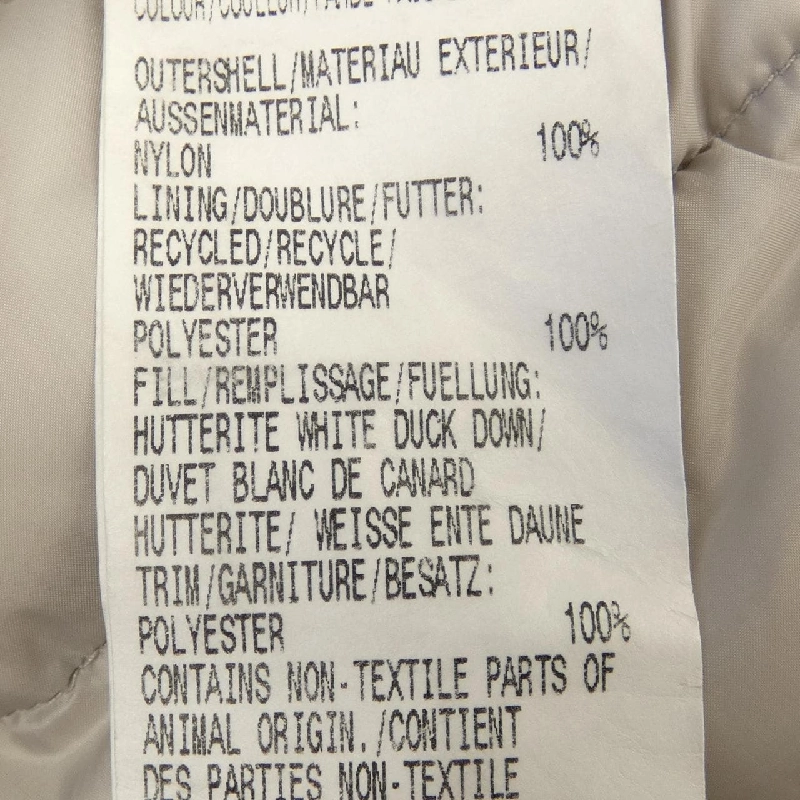 OUTERSHELL/MATERIAU EXTERIEUR/
AUSSENMATERIAL:
NYLON 100%
LINING/DOUBLURE/FUTTER:
RECYCLED/RECYCLE/
WIEDERVERWENDBAR
POLYESTER 100%
FILL/REMPLISSAGE/FUELLUNG:
HUTTERITE WHITE DUCK DOWN/
DUVET BLANC DE CANARD
HUTTERITE/ WEISSE ENTE DAUNE
TRIM/GARNITURE/BESATZ:
POLYESTER 100%
CONTAINS NON-TEXTILE PARTS OF
ANIMAL ORIGIN./CONTIENT
DES PARTIES NON-TEXTILE